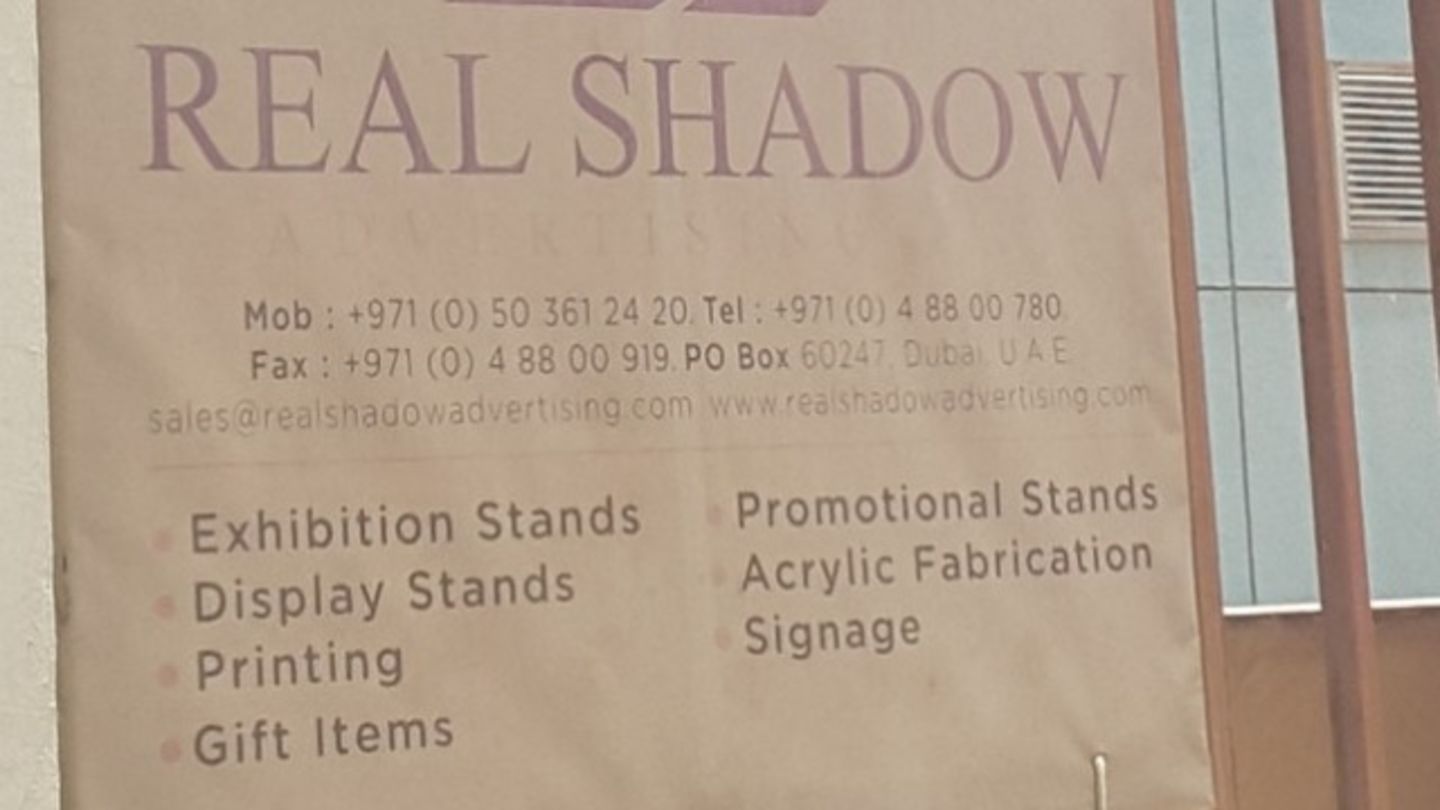 REAL SHADOW
ADVERTISING
Mob : +971 (0) 50 361 24 20. Tel : +971 (0) 4 88 00 780.
Fax : +971 (0) 4 88 00 919. PO Box 60247, Dubai, U.A.E.
sales@realshadowadvertising.com www.realshadowadvertising.com
Exhibition Stands
Display Stands
Printing
Gift Items
Promotional Stands
Acrylic Fabrication
Signage